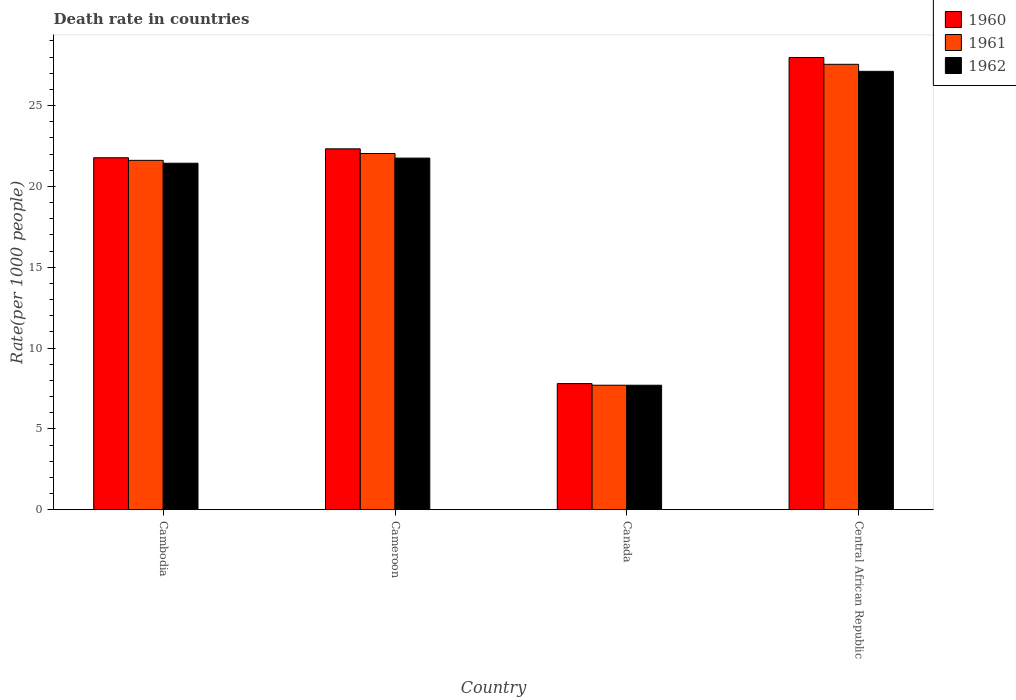 Death rate in countries
1960
1961
1962
Rate(per 1000 people)
25
20
15
10
5
0
Cambodia
Cameroon
Canada
Central African Republic
Country